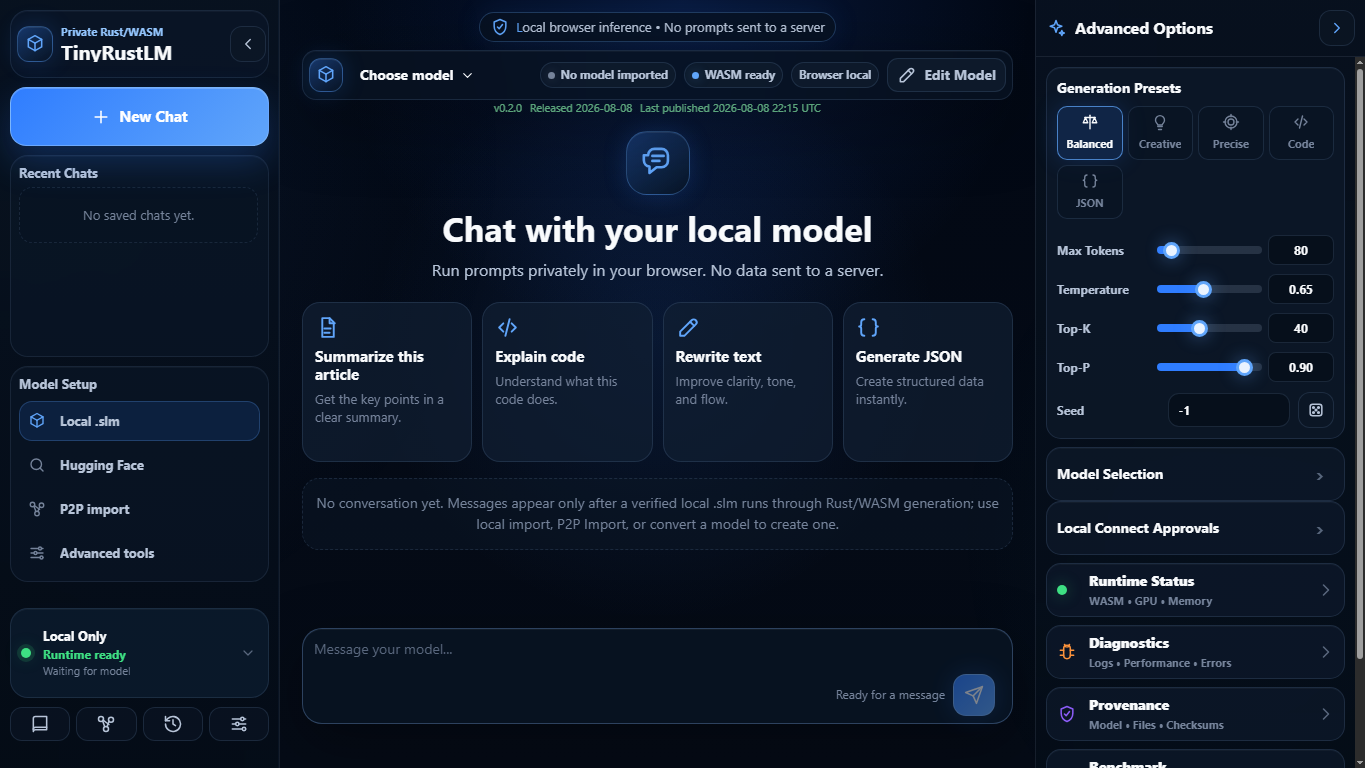 Private Rust/WASM
TinyRustLM
New Chat
Recent Chats
No saved chats yet.
Model Setup
Local .slm
Hugging Face
P2P import
Advanced tools
Local Only
Runtime ready
Waiting for model
Local browser inference • No prompts sent to a server
Choose model
No model imported
WASM ready
Browser local
Edit Model
v0.2.0 Released 2026-08-08 Last published 2026-08-08 22:15 UTC
Chat with your local model
Run prompts privately in your browser. No data sent to a server.
Summarize this
article
Get the key points in a
clear summary.
Explain code
Understand what this
code does.
Rewrite text
Improve clarity, tone,
and flow.
Generate JSON
Create structured data
instantly.
No conversation yet. Messages appear only after a verified local .slm runs through Rust/WASM generation; use
local import, P2P Import, or convert a model to create one.
Message your model...
Ready for a message
Advanced Options
Generation Presets
Balanced
Creative
Precise
Code
JSON
Max Tokens 80
Temperature 0.65
Top-K 40
Top-P 0.90
Seed -1
Model Selection
Local Connect Approvals
Runtime Status
WASM • GPU • Memory
Diagnostics
Logs • Performance • Errors
Provenance
Model • Files • Checksums
Benchmark